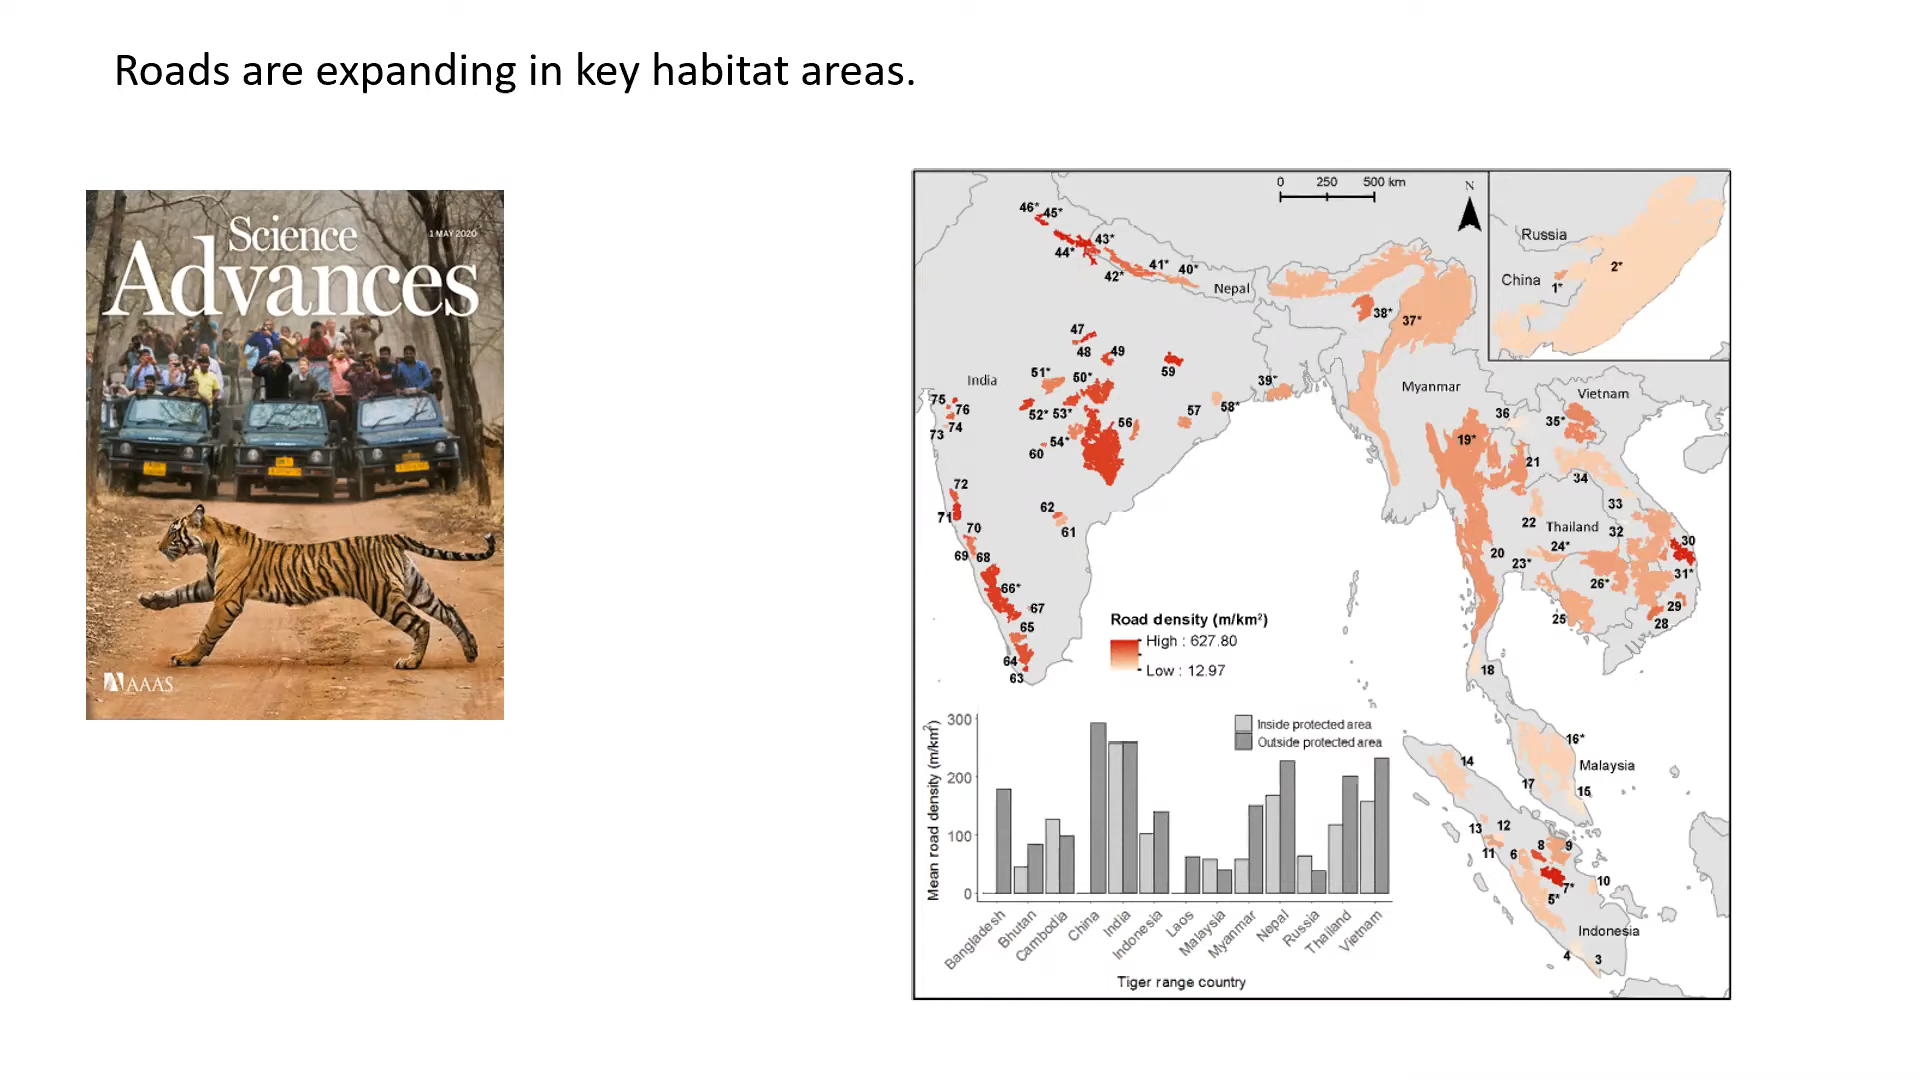 Roads are expanding in key habitat areas.
Science
1 MAY 2020
Advances
AAAS
0 250 500 km
N
Russia
China
1*
2*
46*
45*
44*
43*
42*
41*
40*
Nepal
38*
37*
47
48
49
India
51*
50*
59
39*
52*
53*
56
57
58*
54*
60
75
76
74
73
72
71
70
69
68
62
61
66*
67
65
64
63
Myanmar
Vietnam
36
35*
19*
21
34
33
22
Thailand
32
30
20
24*
23*
31*
26*
29
25
28
18
Road density (m/km²)
High : 627.80
Low : 12.97
16*
Malaysia
14
17
15
13
12
8
9
11
6
7*
10
5*
Indonesia
4
3
Mean road density (m/km²)
300
200
100
0
Inside protected area
Outside protected area
Bangladesh
Bhutan
Cambodia
China
India
Indonesia
Laos
Malaysia
Myanmar
Nepal
Russia
Thailand
Vietnam
Tiger range country